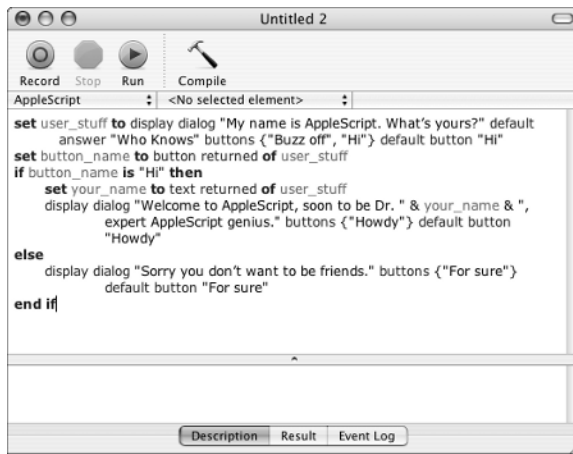 Untitled 2
Record Stop Run Compile
AppleScript <No selected element>
set user_stuff to display dialog "My name is AppleScript. What's yours?" default
answer "Who Knows" buttons {"Buzz off", "Hi"} default button "Hi"
set button_name to button returned of user_stuff
if button_name is "Hi" then
set your_name to text returned of user_stuff
display dialog "Welcome to AppleScript, soon to be Dr. " & your_name & ",
expert AppleScript genius." buttons {"Howdy"} default button
"Howdy"
else
display dialog "Sorry you don't want to be friends." buttons {"For sure"}
default button "For sure"
end if
Description Result Event Log